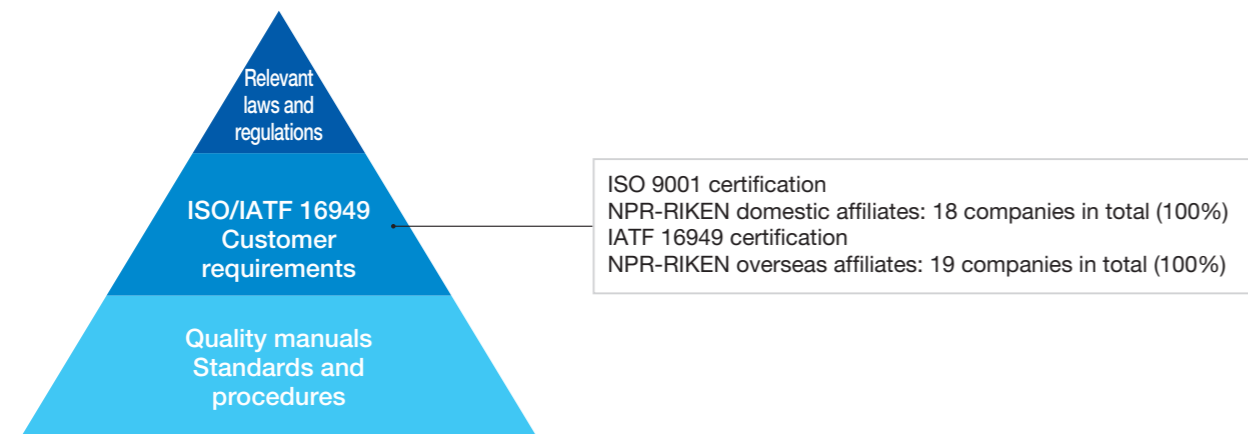 Relevant
laws and
regulations
ISO/IATF 16949
Customer
requirements
Quality manuals
Standards and
procedures
ISO 9001 certification
NPR-RIKEN domestic affiliates: 18 companies in total (100%)
IATF 16949 certification
NPR-RIKEN overseas affiliates: 19 companies in total (100%)